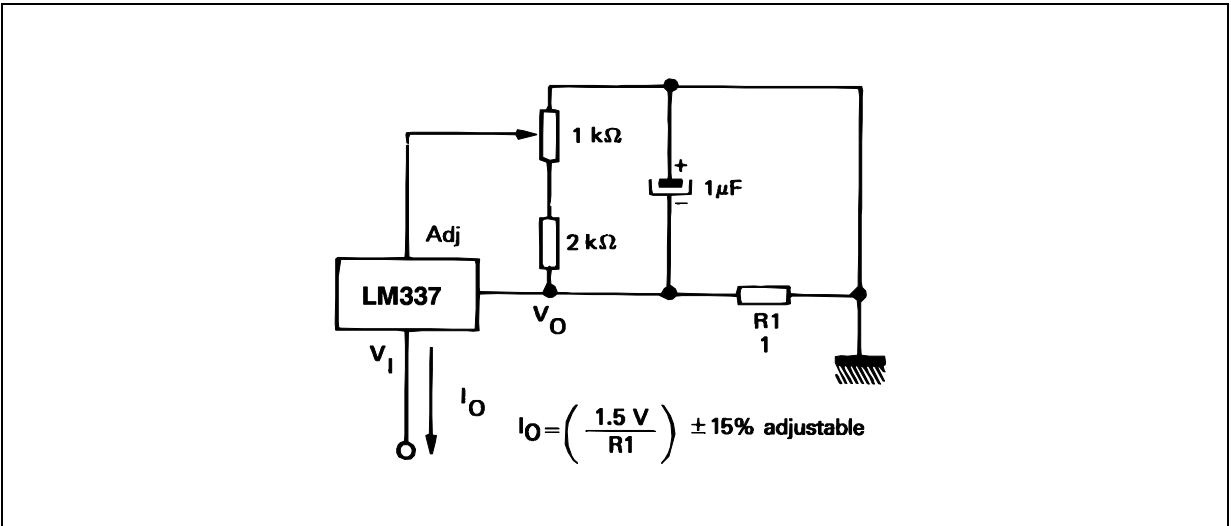 1 kΩ
+
1μF
−
Adj
2 kΩ
LM337
VO
R1
1
VI
IO
IO=( 1.5 V / R1 ) ±15% adjustable